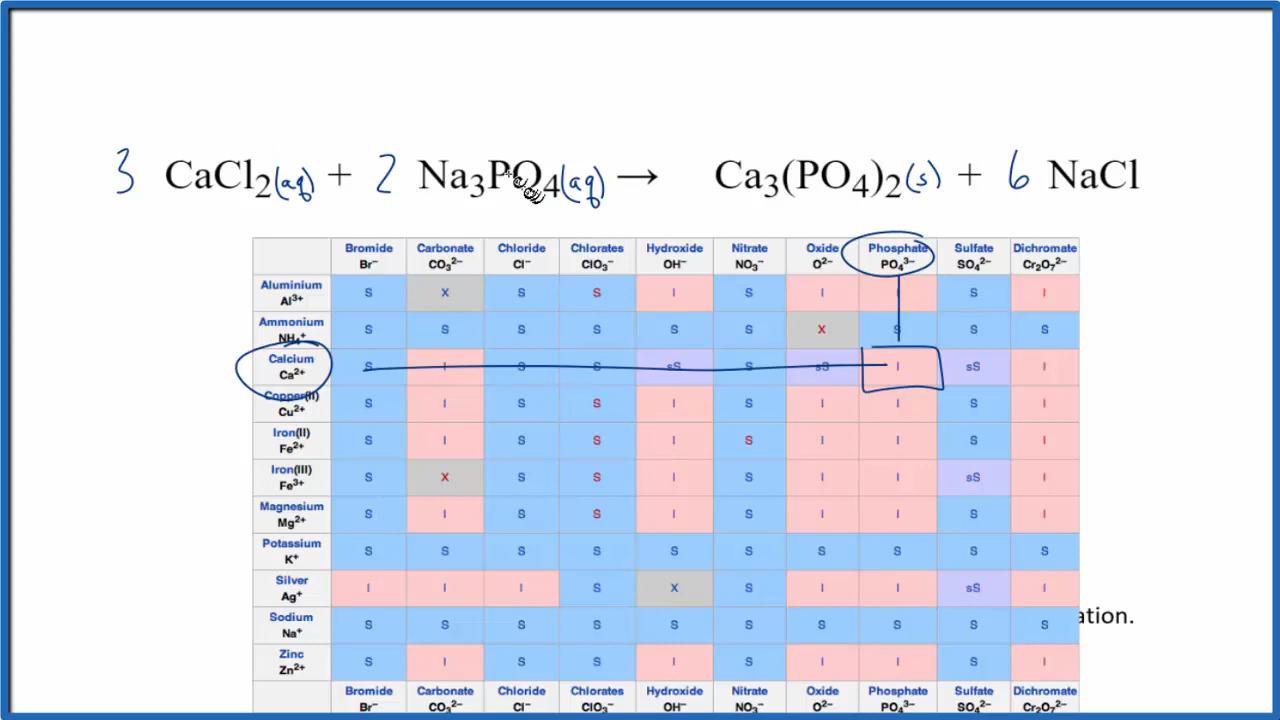 3 CaCl₂(aq) + 2 Na₃PO₄(aq) → Ca₃(PO₄)₂(s) + 6 NaCl
Bromide Carbonate Chloride Chlorates Hydroxide Nitrate Oxide Phosphate Sulfate Dichromate
Br⁻ CO₃²⁻ Cl⁻ ClO₃⁻ OH⁻ NO₃⁻ O²⁻ PO₄³⁻ SO₄²⁻ Cr₂O₇²⁻
Aluminium
Al³⁺ S X S S I S I I S I
Ammonium
NH₄⁺ S S S S S S X S S S
Calcium
Ca²⁺ S I S S sS S sS I sS I
Copper(II)
Cu²⁺ S I S S I S I I S I
Iron(II)
Fe²⁺ S I S S I S I I S I
Iron(III)
Fe³⁺ S X S S I S I I sS I
Magnesium
Mg²⁺ S I S S I S I I S I
Potassium
K⁺ S S S S S S S S S S
Silver
Ag⁺ I I I S X S I I sS I
Sodium
Na⁺ S S S S S S S S S S
ation.
Zinc
Zn²⁺ S I S S I S I I S I
Bromide Carbonate Chloride Chlorates Hydroxide Nitrate Oxide Phosphate Sulfate Dichromate
Br⁻ CO₃²⁻ Cl⁻ ClO₃⁻ OH⁻ NO₃⁻ O²⁻ PO₄³⁻ SO₄²⁻ Cr₂O₇²⁻